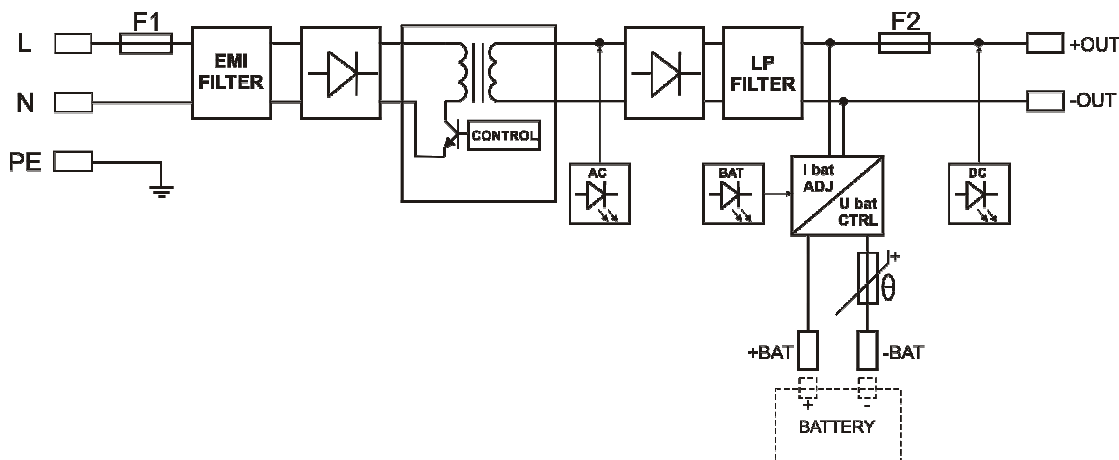 F1
F2
L
EMI
FILTER
LP
FILTER
+OUT
N
-OUT
CONTROL
PE
AC
BAT
I bat
ADJ
U bat
CTRL
DC
I+
θ
+BAT
-BAT
+
-
BATTERY